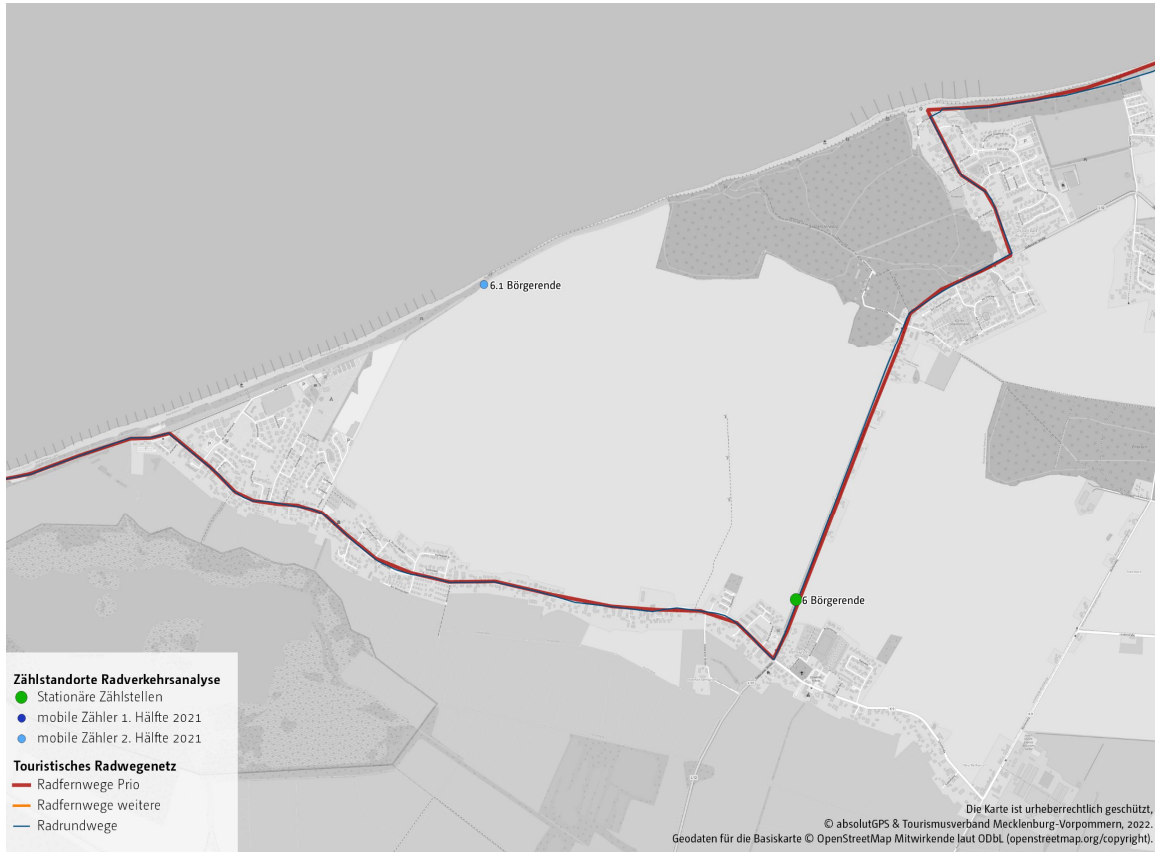 6.1 Börgerende
6 Börgerende
Zählstandorte Radverkehrsanalyse
Stationäre Zählstellen
mobile Zähler 1. Hälfte 2021
mobile Zähler 2. Hälfte 2021
Touristisches Radwegenetz
Radfernwege Prio
Radfernwege weitere
Radrundwege
Die Karte ist urheberrechtlich geschützt,
© absolutGPS & Tourismusverband Mecklenburg-Vorpommern, 2022.
Geodaten für die Basiskarte © OpenStreetMap Mitwirkende laut ODbL (openstreetmap.org/copyright).